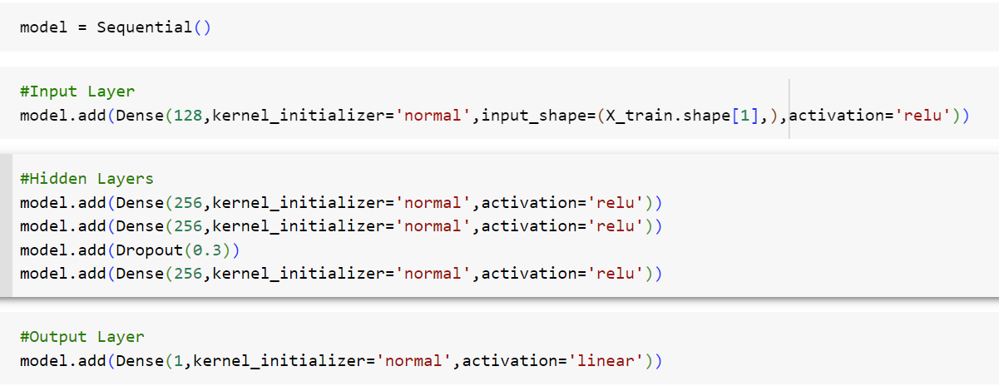 model = Sequential()
#Input Layer
model.add(Dense(128,kernel_initializer='normal',input_shape=(X_train.shape[1],),activation='relu'))
#Hidden Layers
model.add(Dense(256,kernel_initializer='normal',activation='relu'))
model.add(Dense(256,kernel_initializer='normal',activation='relu'))
model.add(Dropout(0.3))
model.add(Dense(256,kernel_initializer='normal',activation='relu'))
#Output Layer
model.add(Dense(1,kernel_initializer='normal',activation='linear'))